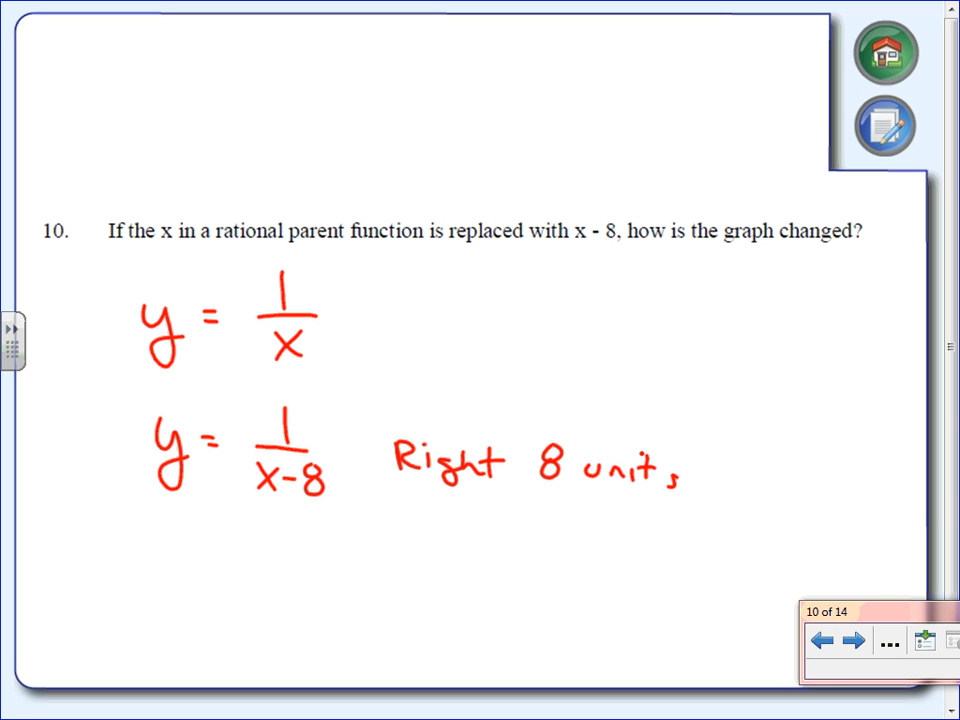 10. If the x in a rational parent function is replaced with x - 8, how is the graph changed?
y = 1/x
y = 1/(x-8) Right 8 units
10 of 14
...